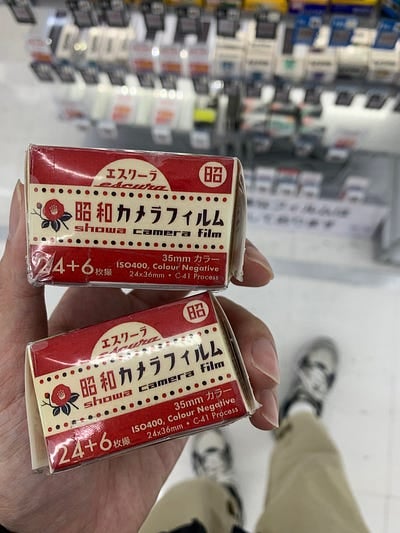 エスクーラ
escura
昭
昭和カメラフィルム
showa camera film
35mm カラー
24+6枚撮
ISO400, Colour Negative
24x36mm・C-41 Process
エスクーラ
escura
昭
昭和カメラフィルム
showa camera film
35mm カラー
24+6枚撮
ISO400, Colour Negative
24x36mm・C-41 Process